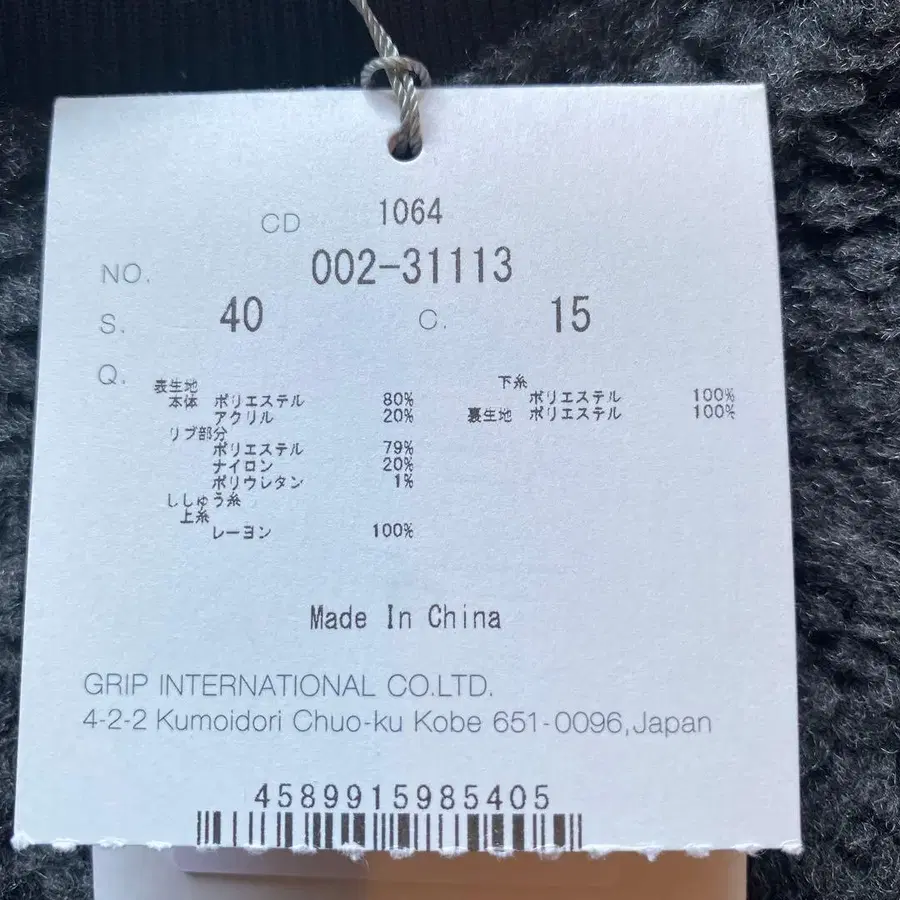 CD 1064
NO. 002-31113
S. 40 C. 15
Q.
表生地
本体 ポリエステル 80%
アクリル 20%
リブ部分
ポリエステル 79%
ナイロン 20%
ポリウレタン 1%
ししゅう糸
上糸
レーヨン 100%
下糸
ポリエステル 100%
裏生地 ポリエステル 100%
Made In China
GRIP INTERNATIONAL CO.LTD.
4-2-2 Kumoidori Chuo-ku Kobe 651-0096,Japan
4589915985405